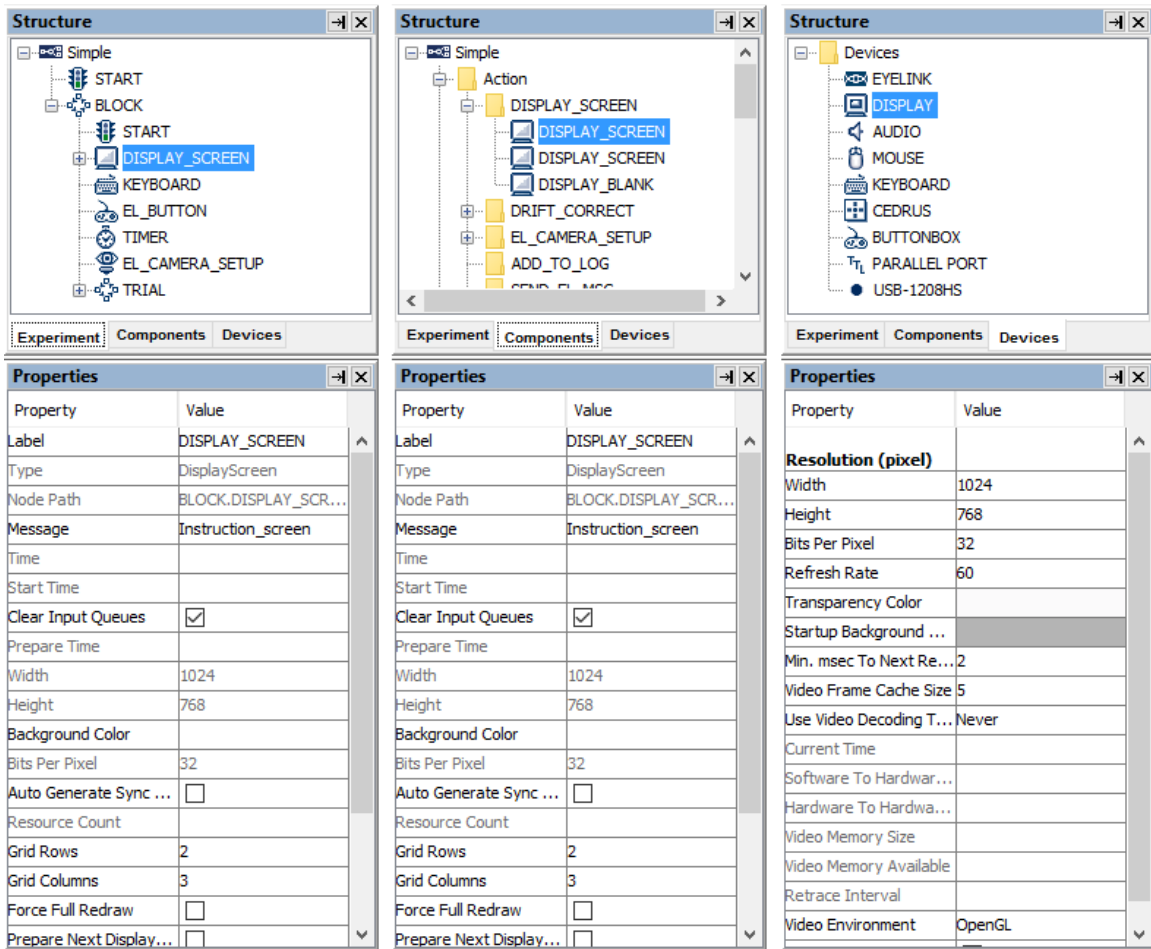 Structure
Simple
START
BLOCK
START
DISPLAY_SCREEN
KEYBOARD
EL_BUTTON
TIMER
EL_CAMERA_SETUP
TRIAL
Experiment Components Devices
Properties
Property Value
Label DISPLAY_SCREEN
Type DisplayScreen
Node Path BLOCK.DISPLAY_SCR...
Message Instruction_screen
Time
Start Time
Clear Input Queues
Prepare Time
Width 1024
Height 768
Background Color
Bits Per Pixel 32
Auto Generate Sync ...
Resource Count
Grid Rows 2
Grid Columns 3
Force Full Redraw
Prepare Next Display...
Structure
Simple
Action
DISPLAY_SCREEN
DISPLAY_SCREEN
DISPLAY_SCREEN
DISPLAY_BLANK
DRIFT_CORRECT
EL_CAMERA_SETUP
ADD_TO_LOG
SEND_EL_MSG
Experiment Components Devices
Properties
Property Value
Label DISPLAY_SCREEN
Type DisplayScreen
Node Path BLOCK.DISPLAY_SCR...
Message Instruction_screen
Time
Start Time
Clear Input Queues
Prepare Time
Width 1024
Height 768
Background Color
Bits Per Pixel 32
Auto Generate Sync ...
Resource Count
Grid Rows 2
Grid Columns 3
Force Full Redraw
Prepare Next Display...
Structure
Devices
EYELINK
DISPLAY
AUDIO
MOUSE
KEYBOARD
CEDRUS
BUTTONBOX
TTL PARALLEL PORT
USB-1208HS
Experiment Components Devices
Properties
Property Value
Resolution (pixel)
Width 1024
Height 768
Bits Per Pixel 32
Refresh Rate 60
Transparency Color
Startup Background ...
Min. msec To Next Re... 2
Video Frame Cache Size 5
Use Video Decoding T... Never
Current Time
Software To Hardwar...
Hardware To Hardwa...
Video Memory Size
Video Memory Available
Retrace Interval
Video Environment OpenGL